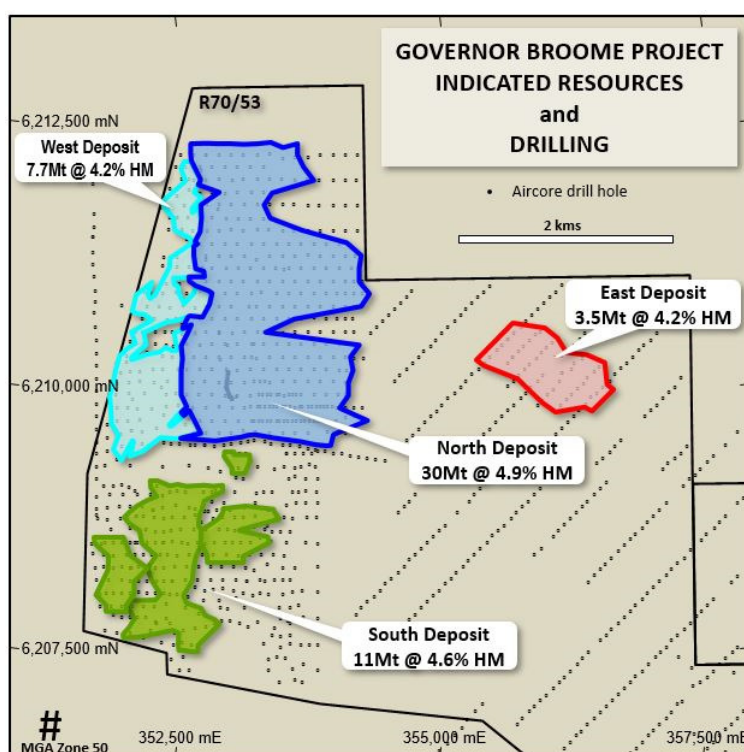 GOVERNOR BROOME PROJECT
INDICATED RESOURCES
and
DRILLING
R70/53
6,212,500 mN
West Deposit
7.7Mt @ 4.2% HM
Aircore drill hole
2 kms
East Deposit
3.5Mt @ 4.2% HM
6,210,000 mN
North Deposit
30Mt @ 4.9% HM
South Deposit
11Mt @ 4.6% HM
6,207,500 mN
#
MGA Zone 50
352,500 mE
355,000 mE
357,500 mE